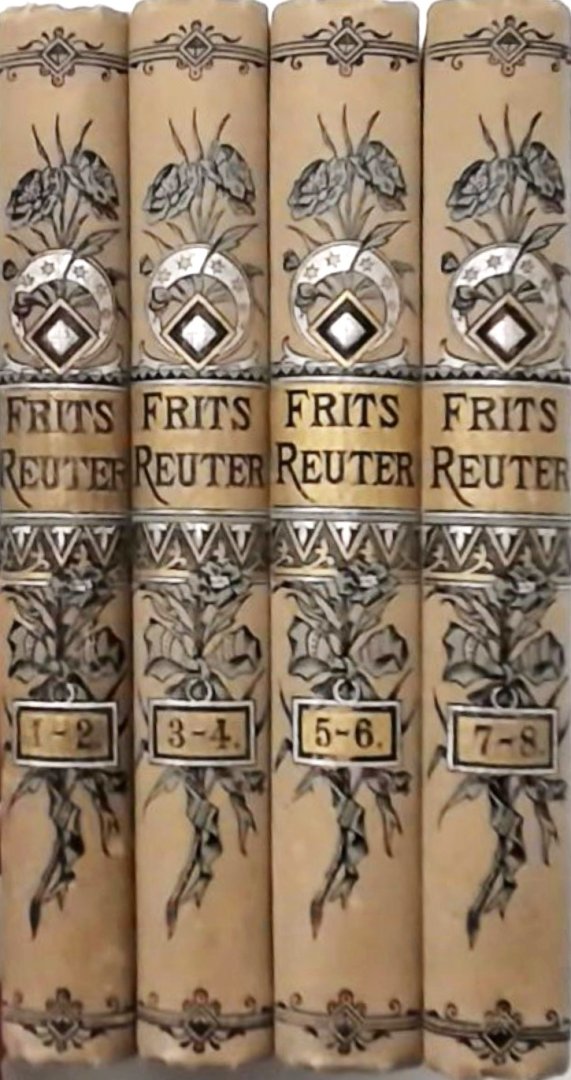 FRITS
REUTER
1-2.
FRITS
REUTER
3-4.
FRITS
REUTER
5-6.
FRITS
REUTER
7-8.